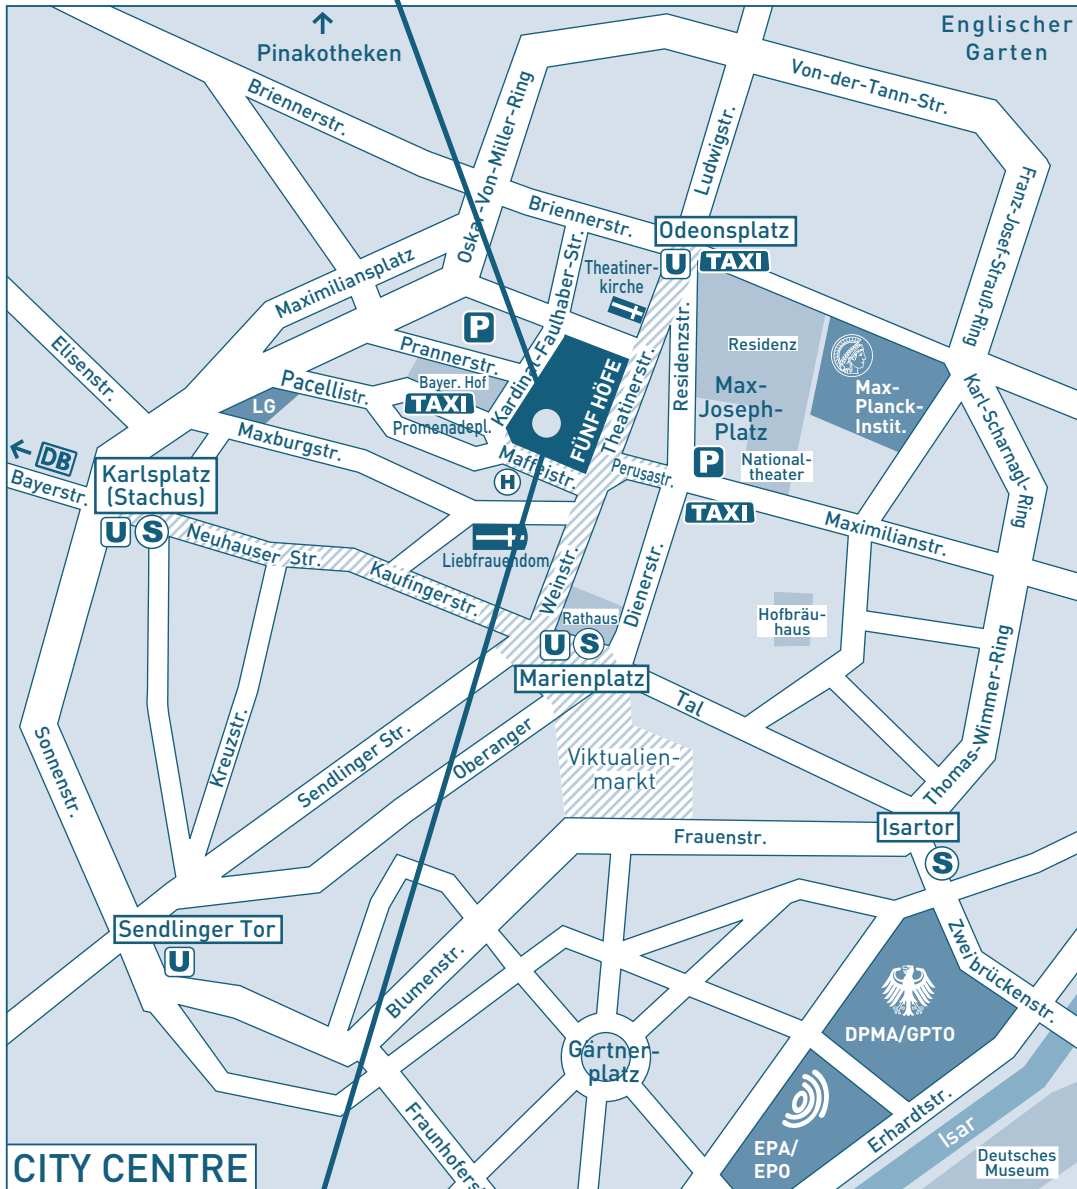 Englischer
Garten
↑
Pinakotheken
Von-der-Tann-Str.
Briennerstr.
Oskar-Von-Miller-Ring
Ludwigstr.
Franz-Josef-Strauß-Ring
Briennerstr.
Odeonsplatz
U TAXI
Maximiliansplatz
Kardinal-Faulhaber-Str.
Theatiner-
kirche
Elisenstr.
P
Prannerstr.
Residenzstr.
Residenz
Theatinerstr.
FÜNF HÖFE
Max-
Joseph-
Platz
Max-
Planck-
Instit.
Karl-Scharnagl-Ring
Pacellistr.
Bayer. Hof
TAXI
Promenadepl.
LG
Maxburgstr.
Maffeistr.
H
Perusastr.
P
National-
theater
TAXI
Maximilianstr.
← DB
Bayerstr.
Karlsplatz
(Stachus)
U S
Neuhauser Str.
Liebfrauendom
Kaufingerstr.
Weinstr.
Dienerstr.
Rathaus
Hofbräu-
haus
U S
Marienplatz
Tal
Thomas-Wimmer-Ring
Sonnenstr.
Kreuzstr.
Sendlinger Str.
Oberanger
Viktualien-
markt
Frauenstr.
Isartor
S
Sendlinger Tor
U
Blumenstr.
Zweibrückenstr.
DPMA/GPTO
Gärtner-
platz
Fraunhoferstr
Erhardtstr.
EPA/
EPO
Isar
Deutsches
Museum
CITY CENTRE